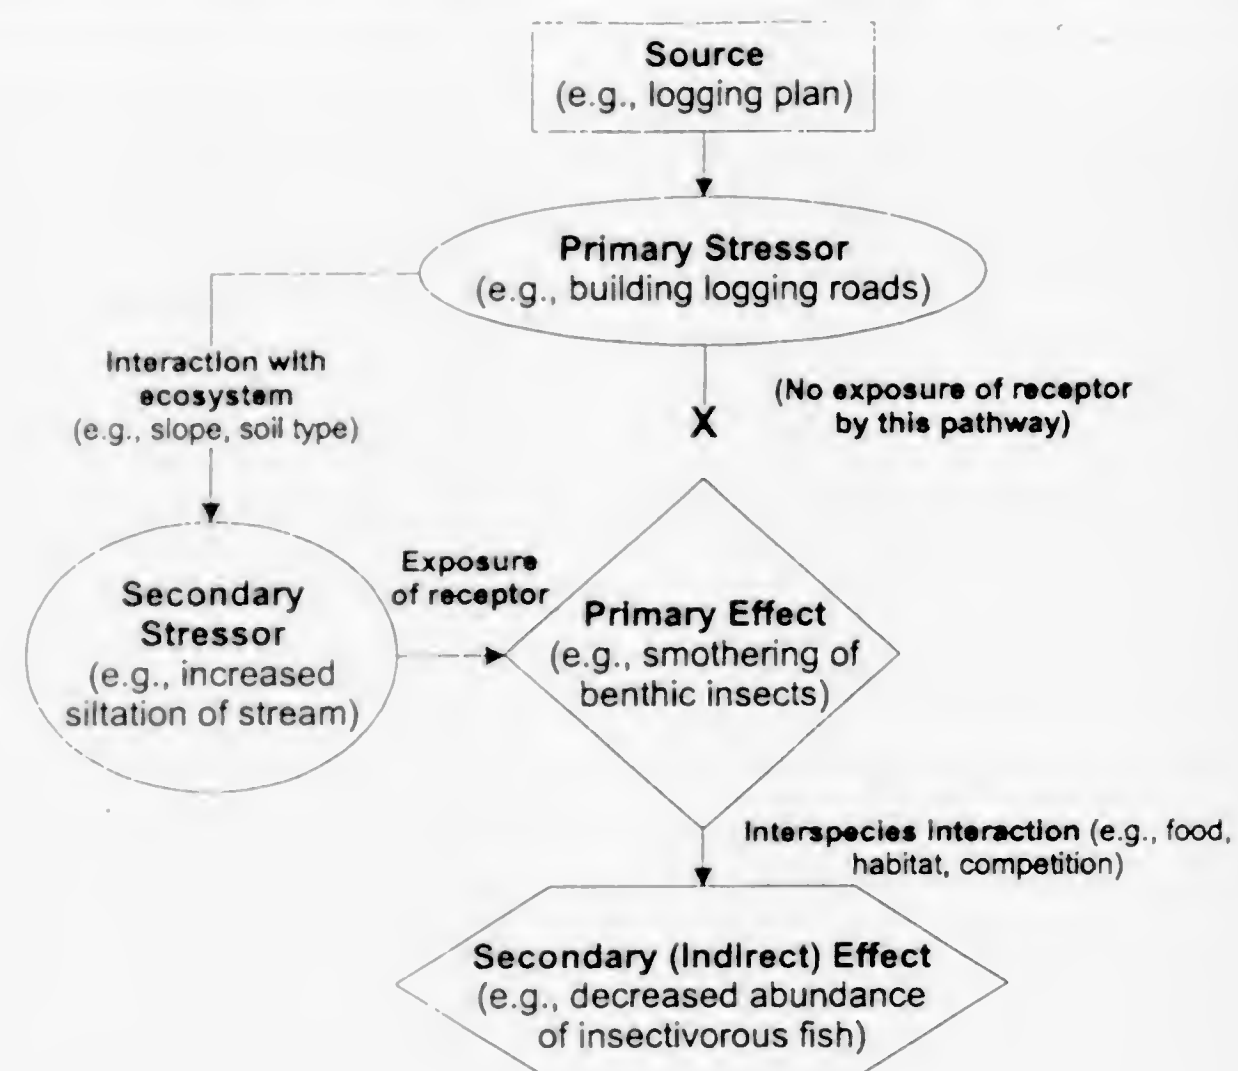 Source
(e.g., logging plan)
Primary Stressor
(e.g., building logging roads)
Interaction with
ecosystem
(e.g., slope, soil type)
(No exposure of receptor
by this pathway)
X
Secondary
Stressor
(e.g., increased
siltation of stream)
Exposure
of receptor
Primary Effect
(e.g., smothering of
benthic insects)
Interspecies Interaction (e.g., food,
habitat, competition)
Secondary (Indirect) Effect
(e.g., decreased abundance
of insectivorous fish)